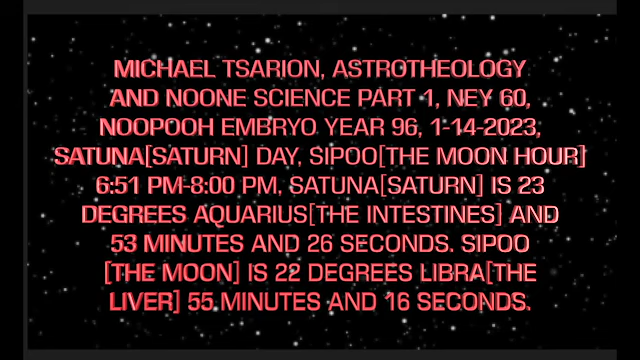 MICHAEL TSARION, ASTROTHEOLOGY
AND NOONE SCIENCE PART 1, NEY 60,
NOOPOOH EMBRYO YEAR 96, 1-14-2023,
SATUNA[SATURN] DAY, SIPOO[THE MOON HOUR]
6:51 PM-8:00 PM, SATUNA[SATURN] IS 23
DEGREES AQUARIUS[THE INTESTINES] AND
53 MINUTES AND 26 SECONDS. SIPOO
[THE MOON] IS 22 DEGREES LIBRA[THE
LIVER] 55 MINUTES AND 16 SECONDS.